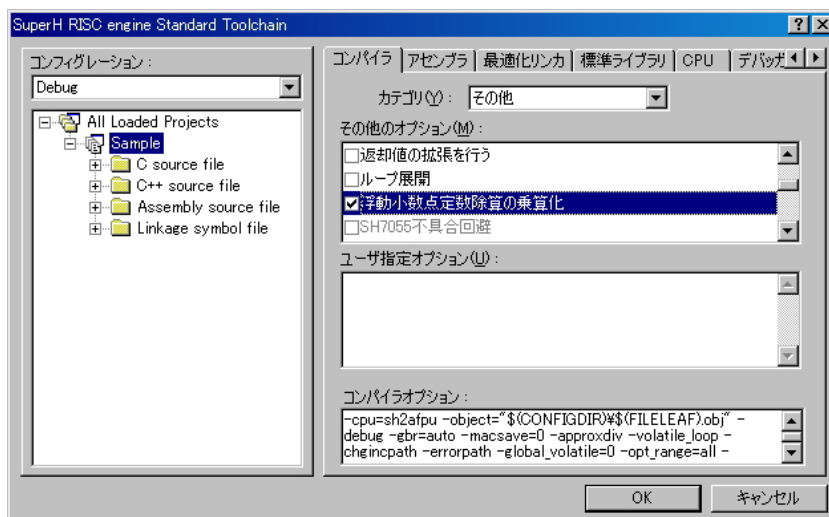 SuperH RISC engine Standard Toolchain
コンフィグレーション :
Debug
All Loaded Projects
Sample
C source file
C++ source file
Assembly source file
Linkage symbol file
コンパイラ アセンブラ 最適化リンカ 標準ライブラリ CPU デバッガ
カテゴリ(Y) : その他
その他のオプション(M) :
返却値の拡張を行う
ループ展開
浮動小数点定数除算の乗算化
SH7055不具合回避
ユーザ指定オプション(U) :
コンパイラオプション :
-cpu=sh2afpu -object="$(CONFIGDIR)¥$(FILELEAF).obj" -
debug -gbr=auto -macsave=0 -approxdiv -volatile_loop -
chgincpath -errorpath -global_volatile=0 -opt_range=all -
OK キャンセル